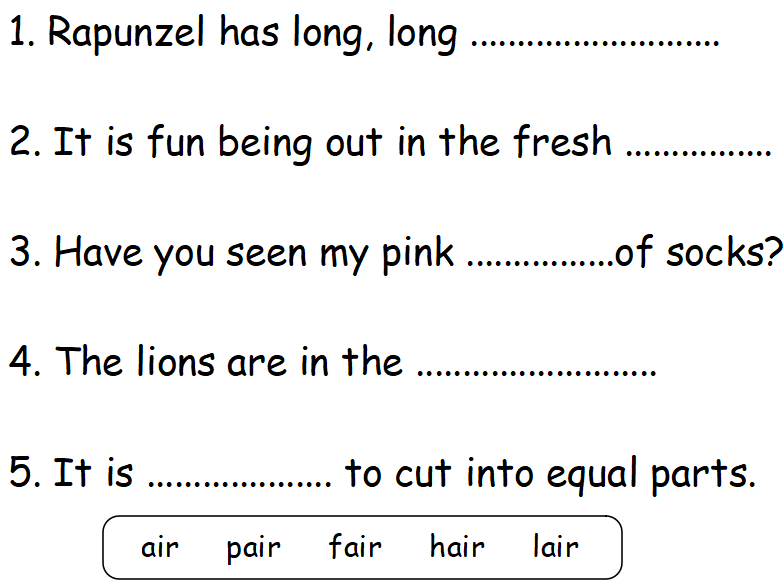 1. Rapunzel has long, long ...........................
2. It is fun being out in the fresh ................
3. Have you seen my pink ................of socks?
4. The lions are in the ..........................
5. It is .................... to cut into equal parts.
air pair fair hair lair